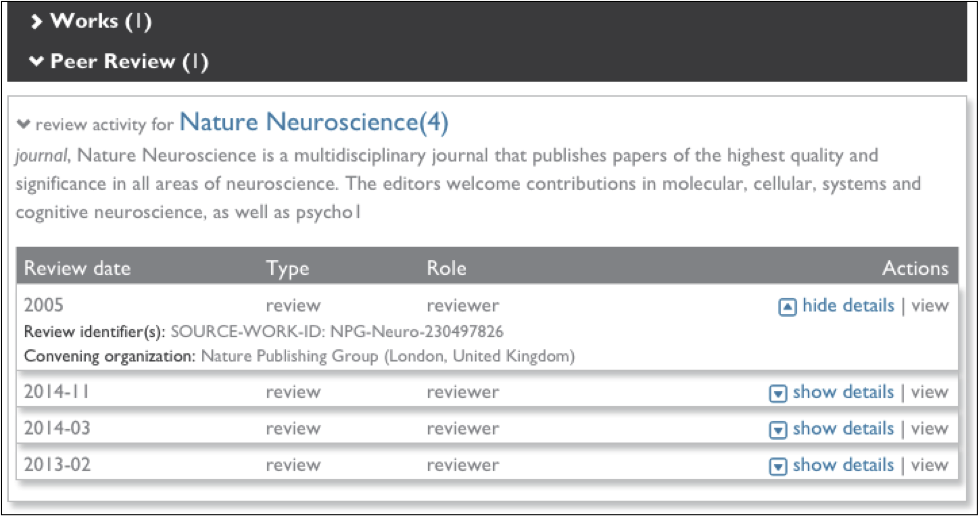 Works (1)
Peer Review (1)
review activity for Nature Neuroscience(4)
journal, Nature Neuroscience is a multidisciplinary journal that publishes papers of the highest quality and
significance in all areas of neuroscience. The editors welcome contributions in molecular, cellular, systems and
cognitive neuroscience, as well as psycho1
Review date Type Role Actions
2005 review reviewer hide details | view
Review identifier(s): SOURCE-WORK-ID: NPG-Neuro-230497826
Convening organization: Nature Publishing Group (London, United Kingdom)
2014-11 review reviewer show details | view
2014-03 review reviewer show details | view
2013-02 review reviewer show details | view